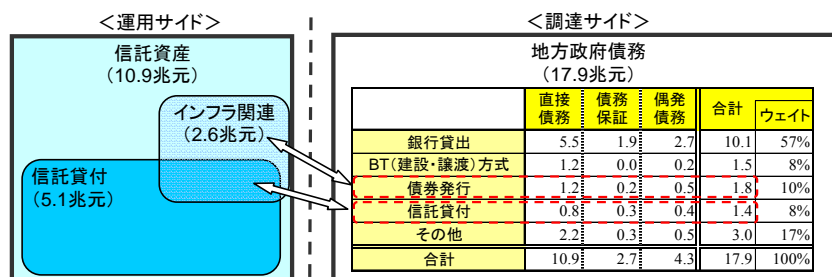 ＜運用サイド＞
信託資産
（10.9兆元）
インフラ関連
（2.6兆元）
信託貸付
（5.1兆元）
＜調達サイド＞
地方政府債務
（17.9兆元）
直接債務 債務保証 偶発債務 合計 ウェイト
銀行貸出 5.5 1.9 2.7 10.1 57%
BT（建設・譲渡）方式 1.2 0.0 0.2 1.5 8%
債券発行 1.2 0.2 0.5 1.8 10%
信託貸付 0.8 0.3 0.4 1.4 8%
その他 2.2 0.3 0.5 3.0 17%
合計 10.9 2.7 4.3 17.9 100%